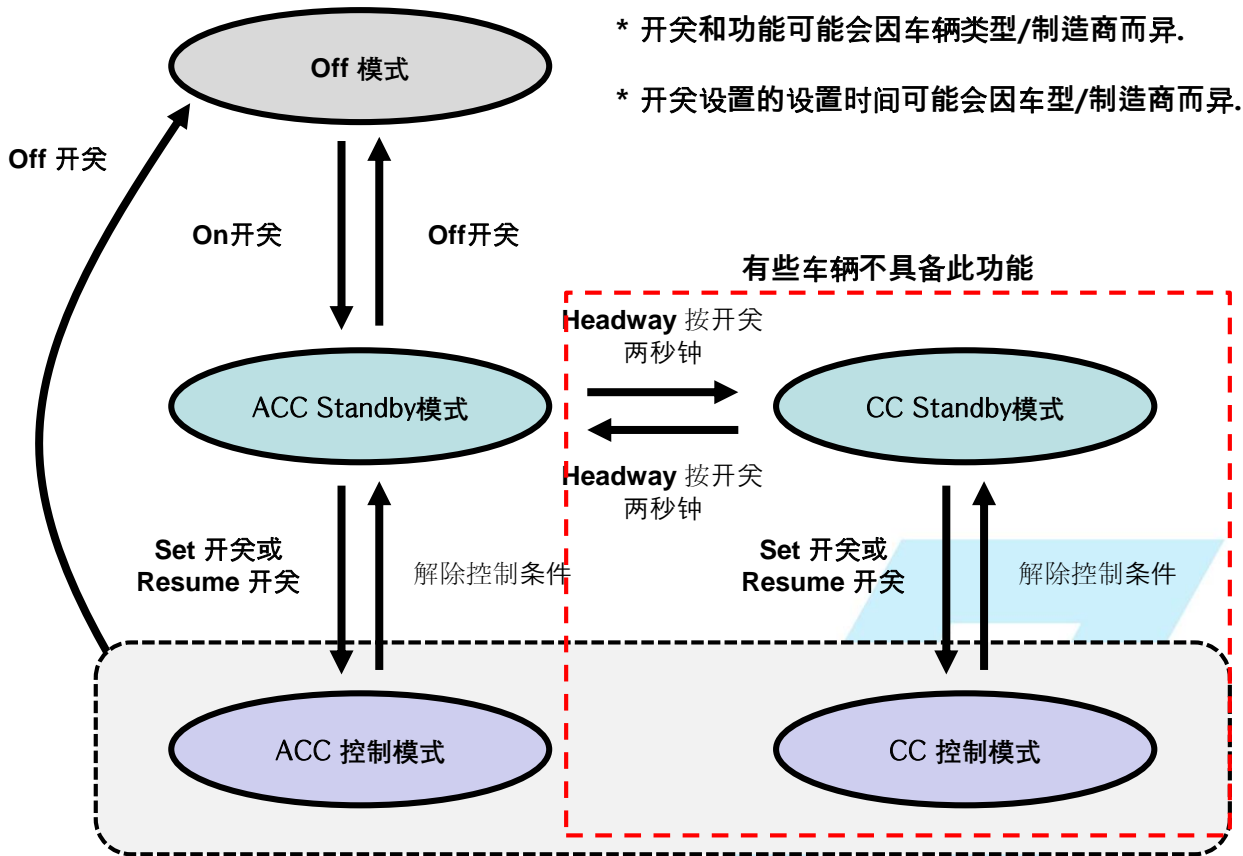 Off 模式
* 开关和功能可能会因车辆类型/制造商而异.
* 开关设置的设置时间可能会因车型/制造商而异.
Off 开关
On开关
Off开关
有些车辆不具备此功能
Headway 按开关
两秒钟
ACC Standby模式
CC Standby模式
Headway 按开关
两秒钟
Set 开关或
Resume 开关
解除控制条件
Set 开关或
Resume 开关
解除控制条件
ACC 控制模式
CC 控制模式